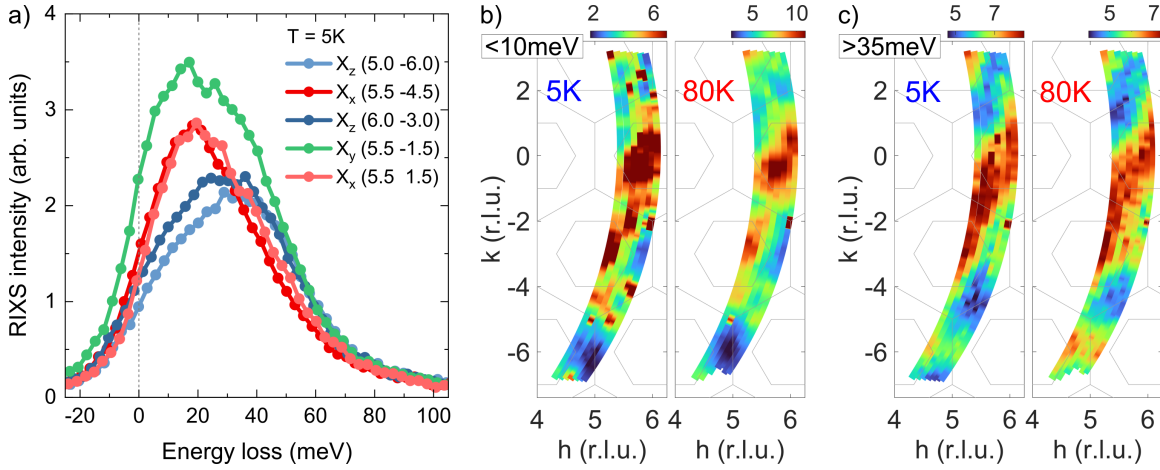 a)
T = 5K
X_z (5.0 -6.0)
X_x (5.5 -4.5)
X_z (6.0 -3.0)
X_y (5.5 -1.5)
X_x (5.5 1.5)
RIXS intensity (arb. units)
4
3
2
1
0
-20 0 20 40 60 80 100
Energy loss (meV)
b)
2 6
<10meV
5K
5 10
80K
k (r.l.u.)
2
0
-2
-4
-6
4 5 6
h (r.l.u.)
4 5 6
h (r.l.u.)
c)
5 7
>35meV
5K
5 7
80K
k (r.l.u.)
2
0
-2
-4
-6
4 5 6
h (r.l.u.)
4 5 6
h (r.l.u.)